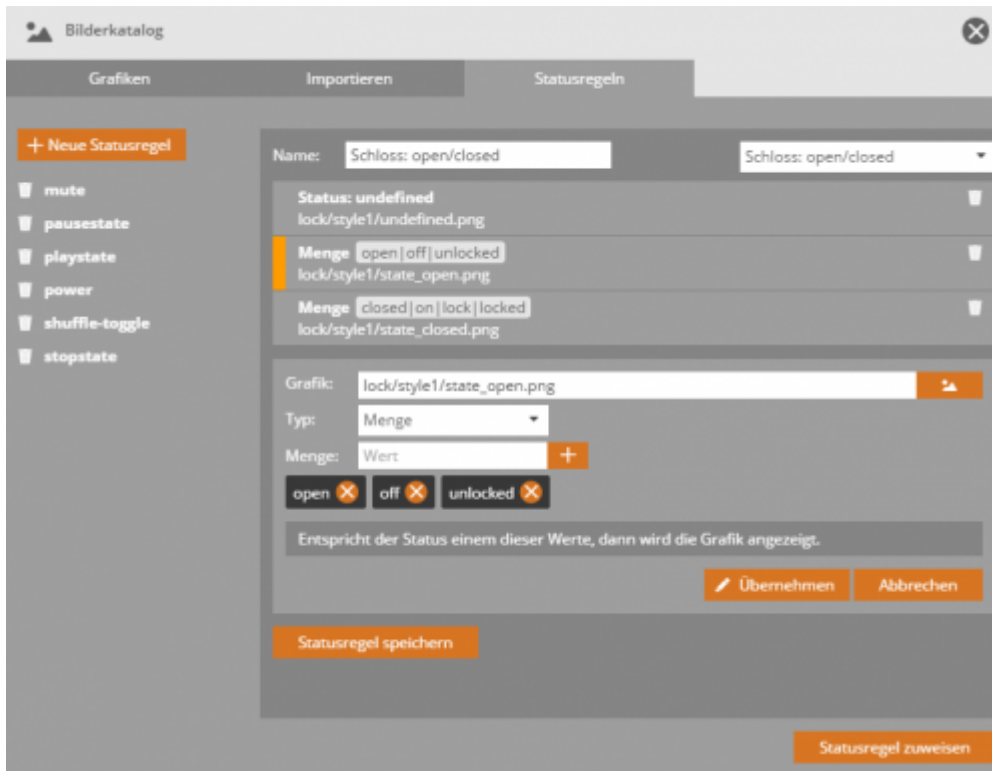 Bilderkatalog
Grafiken Importieren Statusregeln
+ Neue Statusregel
mute
pausestate
playstate
power
shuffle-toggle
stopstate
Name: Schloss: open/closed Schloss: open/closed
Status: undefined
lock/style1/undefined.png
Menge open|off|unlocked
lock/style1/state_open.png
Menge closed|on|lock|locked
lock/style1/state_closed.png
Grafik: lock/style1/state_open.png
Typ: Menge
Menge: Wert +
open off unlocked
Entspricht der Status einem dieser Werte, dann wird die Grafik angezeigt.
Übernehmen Abbrechen
Statusregel speichern
Statusregel zuweisen